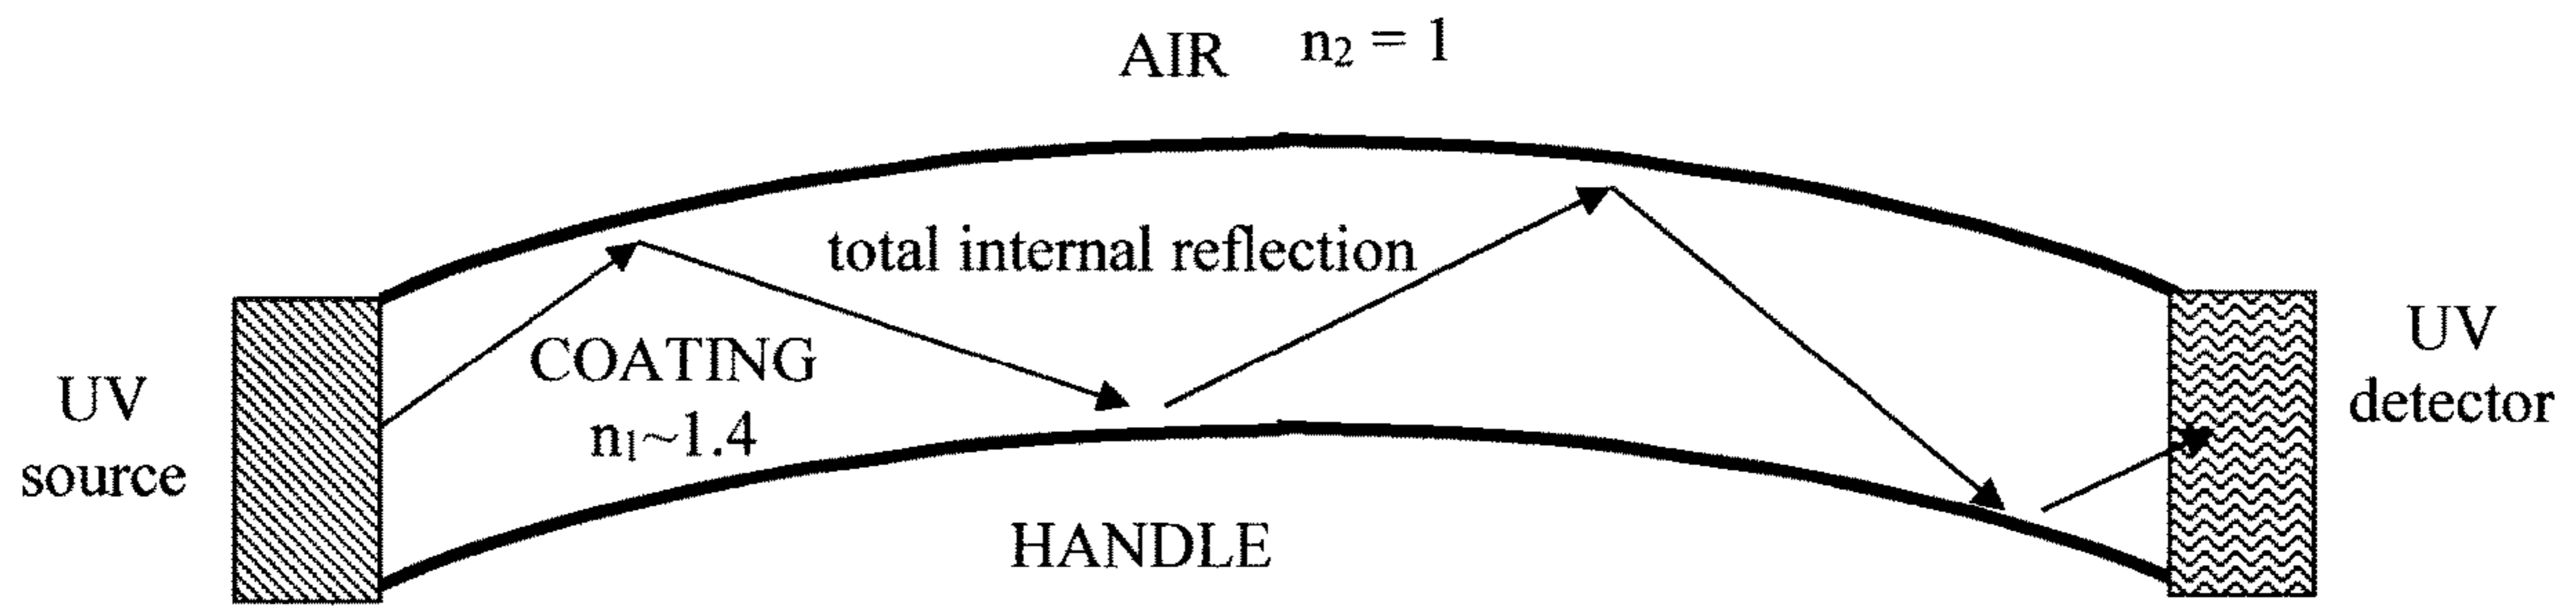 AIR n₂ = 1
total internal reflection
COATING
n₁~1.4
UV
source
UV
detector
HANDLE